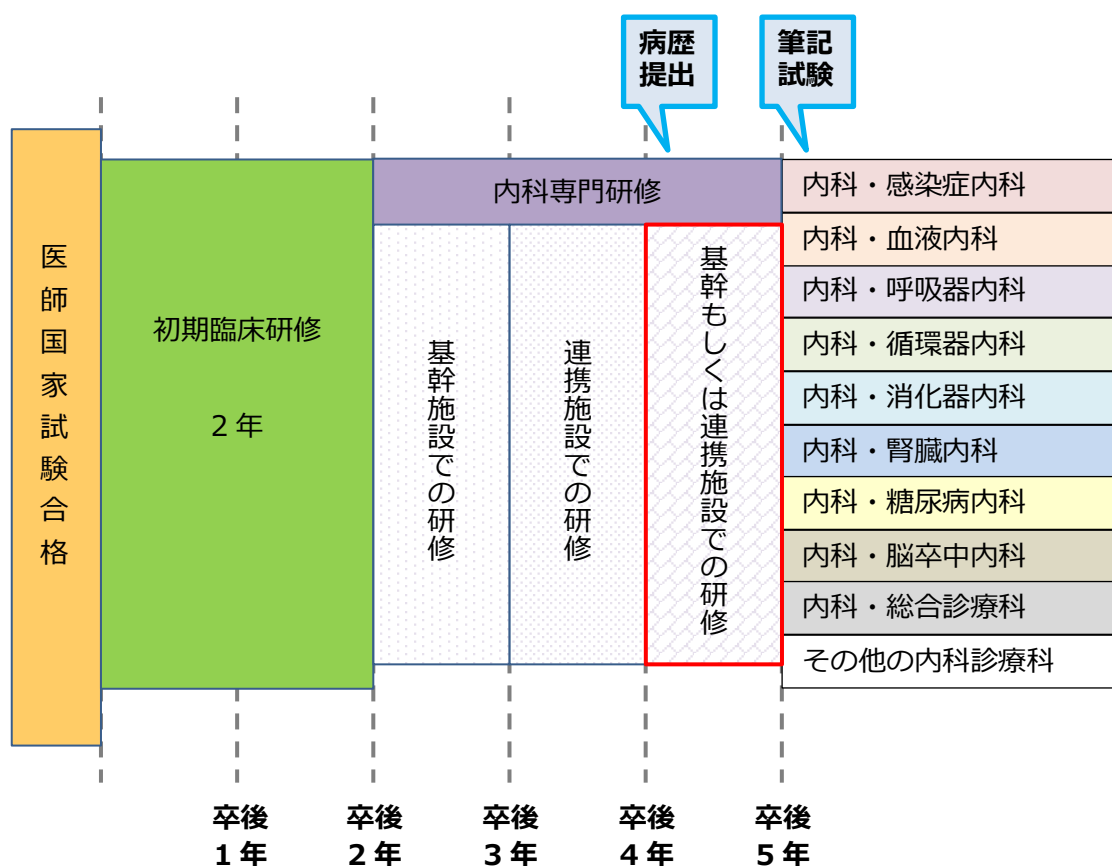 病歴
提出
筆記
試験
医師国家試験合格
初期臨床研修
2年
内科専門研修
基幹施設での研修
連携施設での研修
基幹もしくは連携施設での研修
内科・感染症内科
内科・血液内科
内科・呼吸器内科
内科・循環器内科
内科・消化器内科
内科・腎臓内科
内科・糖尿病内科
内科・脳卒中内科
内科・総合診療科
その他の内科診療科
卒後
1年
卒後
2年
卒後
3年
卒後
4年
卒後
5年